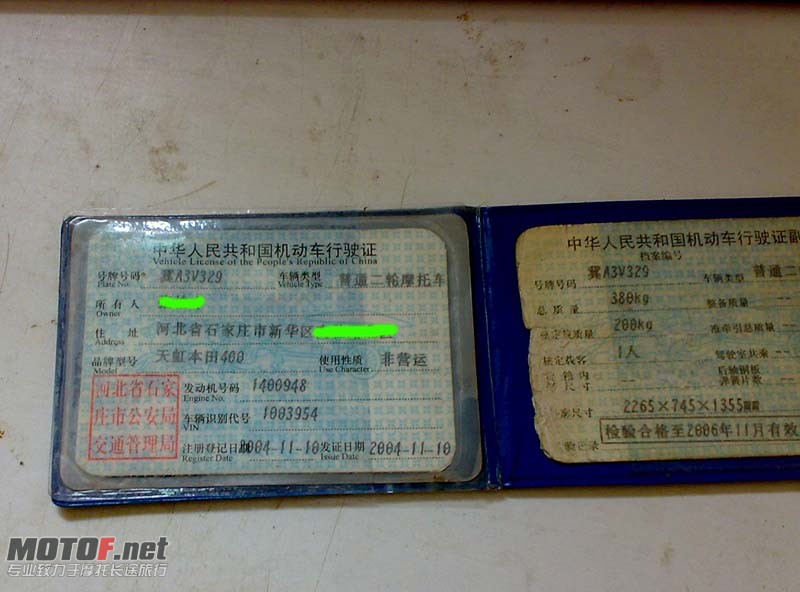 中华人民共和国机动车行驶证
Vehicle License of the People's Republic of China
号牌号码 冀A3V329 车辆类型 普通二轮摩托车
Plate No. Vehicle Type
所有人
Owner
住址 河北省石家庄市新华区
Address
品牌型号 天虹本田400 使用性质 非营运
Model Use Character
河北省石家
庄市公安局
交通管理局
发动机号码 1400948
Engine No.
车辆识别代号 1003954
VIN
注册登记日期 2004-11-10 发证日期 2004-11-10
Register Date Issue Date
中华人民共和国机动车行驶证副
档案编号
号牌号码 冀A3V329 车辆类型 普通二
总质量 380kg 整备质量 --
核定载质量 200kg 准牵引总质量 --
核定载客 1人 驾驶室共乘 --
货箱内 后轴钢板
部尺寸 -- 弹簧片数 --
廓尺寸 2265×745×1355
验记录 检验合格至2006年11月有效
MOTOF.net
专业致力于摩托长途旅行